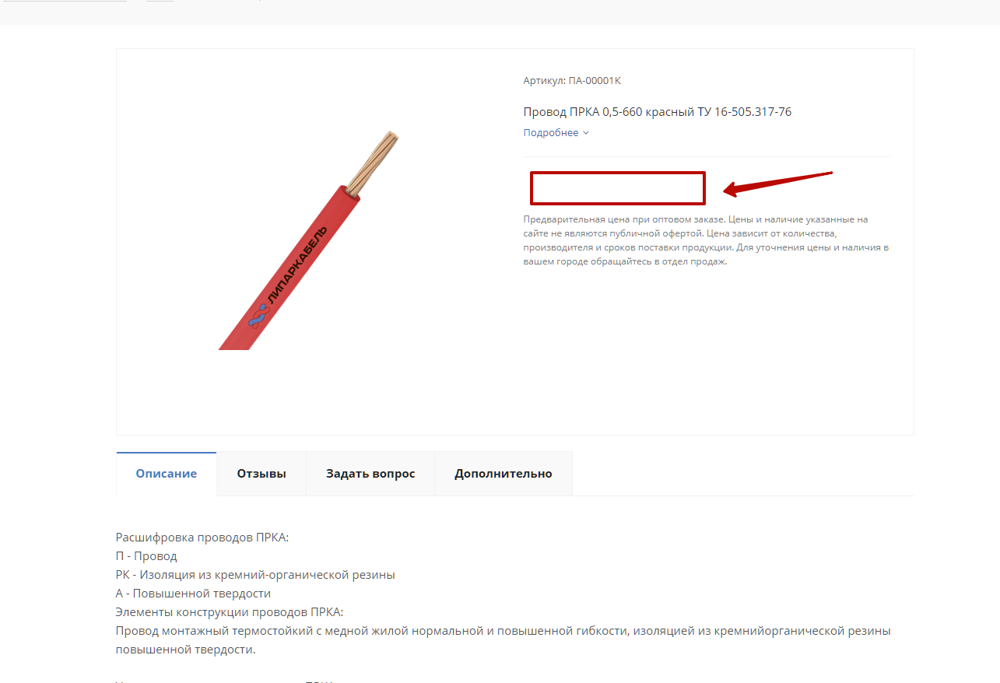 Артикул: ПА-00001К
Провод ПРКА 0,5-660 красный ТУ 16-505.317-76
Подробнее
Предварительная цена при оптовом заказе. Цены и наличие указанные на
сайте не являются публичной офертой. Цена зависит от количества,
производителя и сроков поставки продукции. Для уточнения цены и наличия в
вашем городе обращайтесь в отдел продаж.
ЛИПАРКАБЕЛЬ
Описание Отзывы Задать вопрос Дополнительно
Расшифровка проводов ПРКА:
П - Провод
РК - Изоляция из кремний-органической резины
А - Повышенной твердости
Элементы конструкции проводов ПРКА:
Провод монтажный термостойкий с медной жилой нормальной и повышенной гибкости, изоляцией из кремнийорганической резины
повышенной твердости.